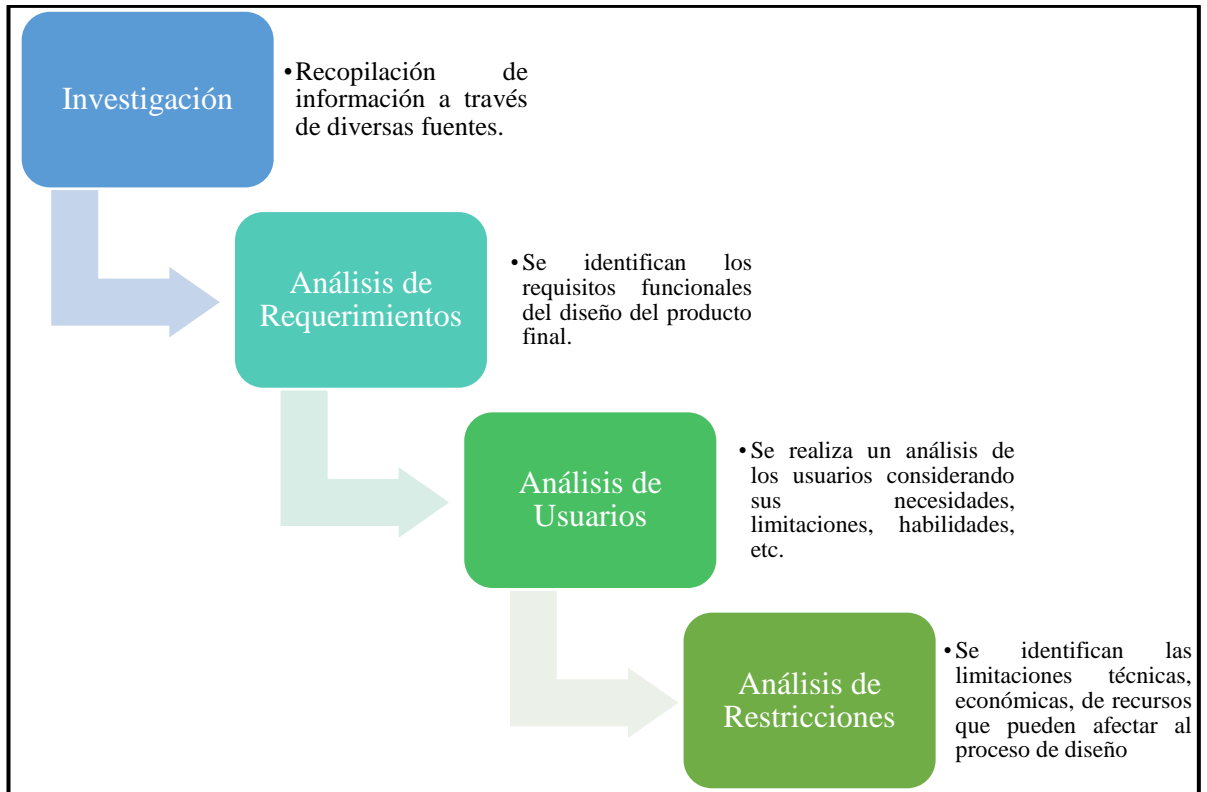 Investigación
•Recopilación de
información a través
de diversas fuentes.
Análisis de
Requerimientos
•Se identifican los
requisitos funcionales
del diseño del producto
final.
Análisis de
Usuarios
•Se realiza un análisis de
los usuarios considerando
sus necesidades,
limitaciones, habilidades,
etc.
Análisis de
Restricciones
•Se identifican las
limitaciones técnicas,
económicas, de recursos
que pueden afectar al
proceso de diseño